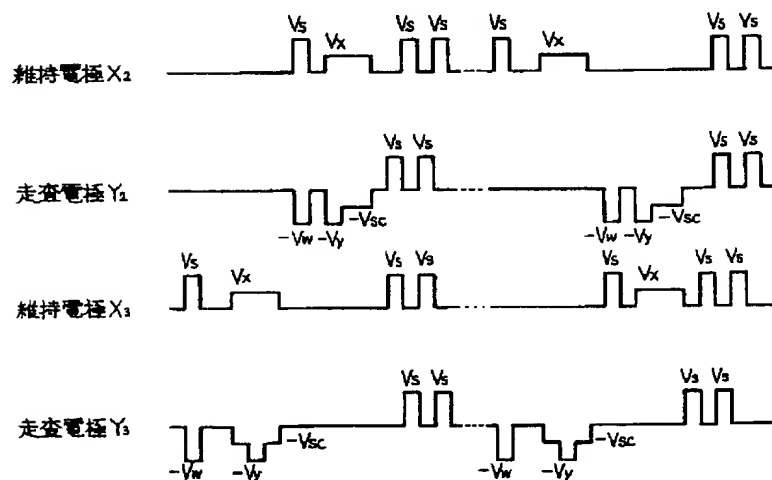 Vs Vx Vs Vs Vs Vx Vs Vs
維持電極X₂
Vs Vs Vs Vs
走査電極Y₂
-Vw -Vy -Vsc -Vw -Vy -Vsc
Vs Vx Vs Vs Vs Vx Vs Vs
維持電極X₃
Vs Vs Vs Vs
走査電極Y₃
-Vw -Vy -Vsc -Vw -Vy -Vsc